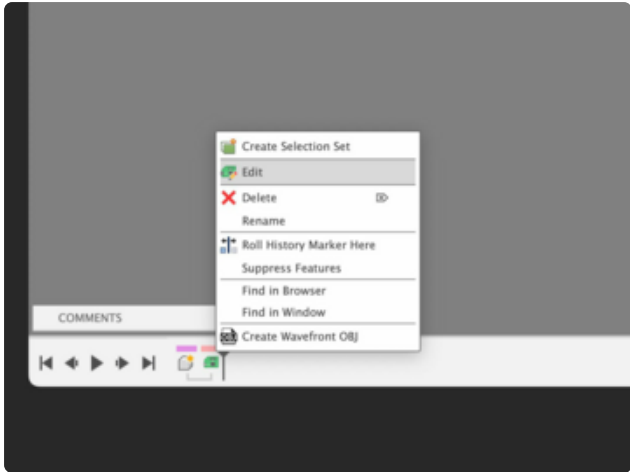 Create Selection Set
Edit
Delete
Rename
Roll History Marker Here
Suppress Features
Find in Browser
Find in Window
Create Wavefront OBJ
COMMENTS